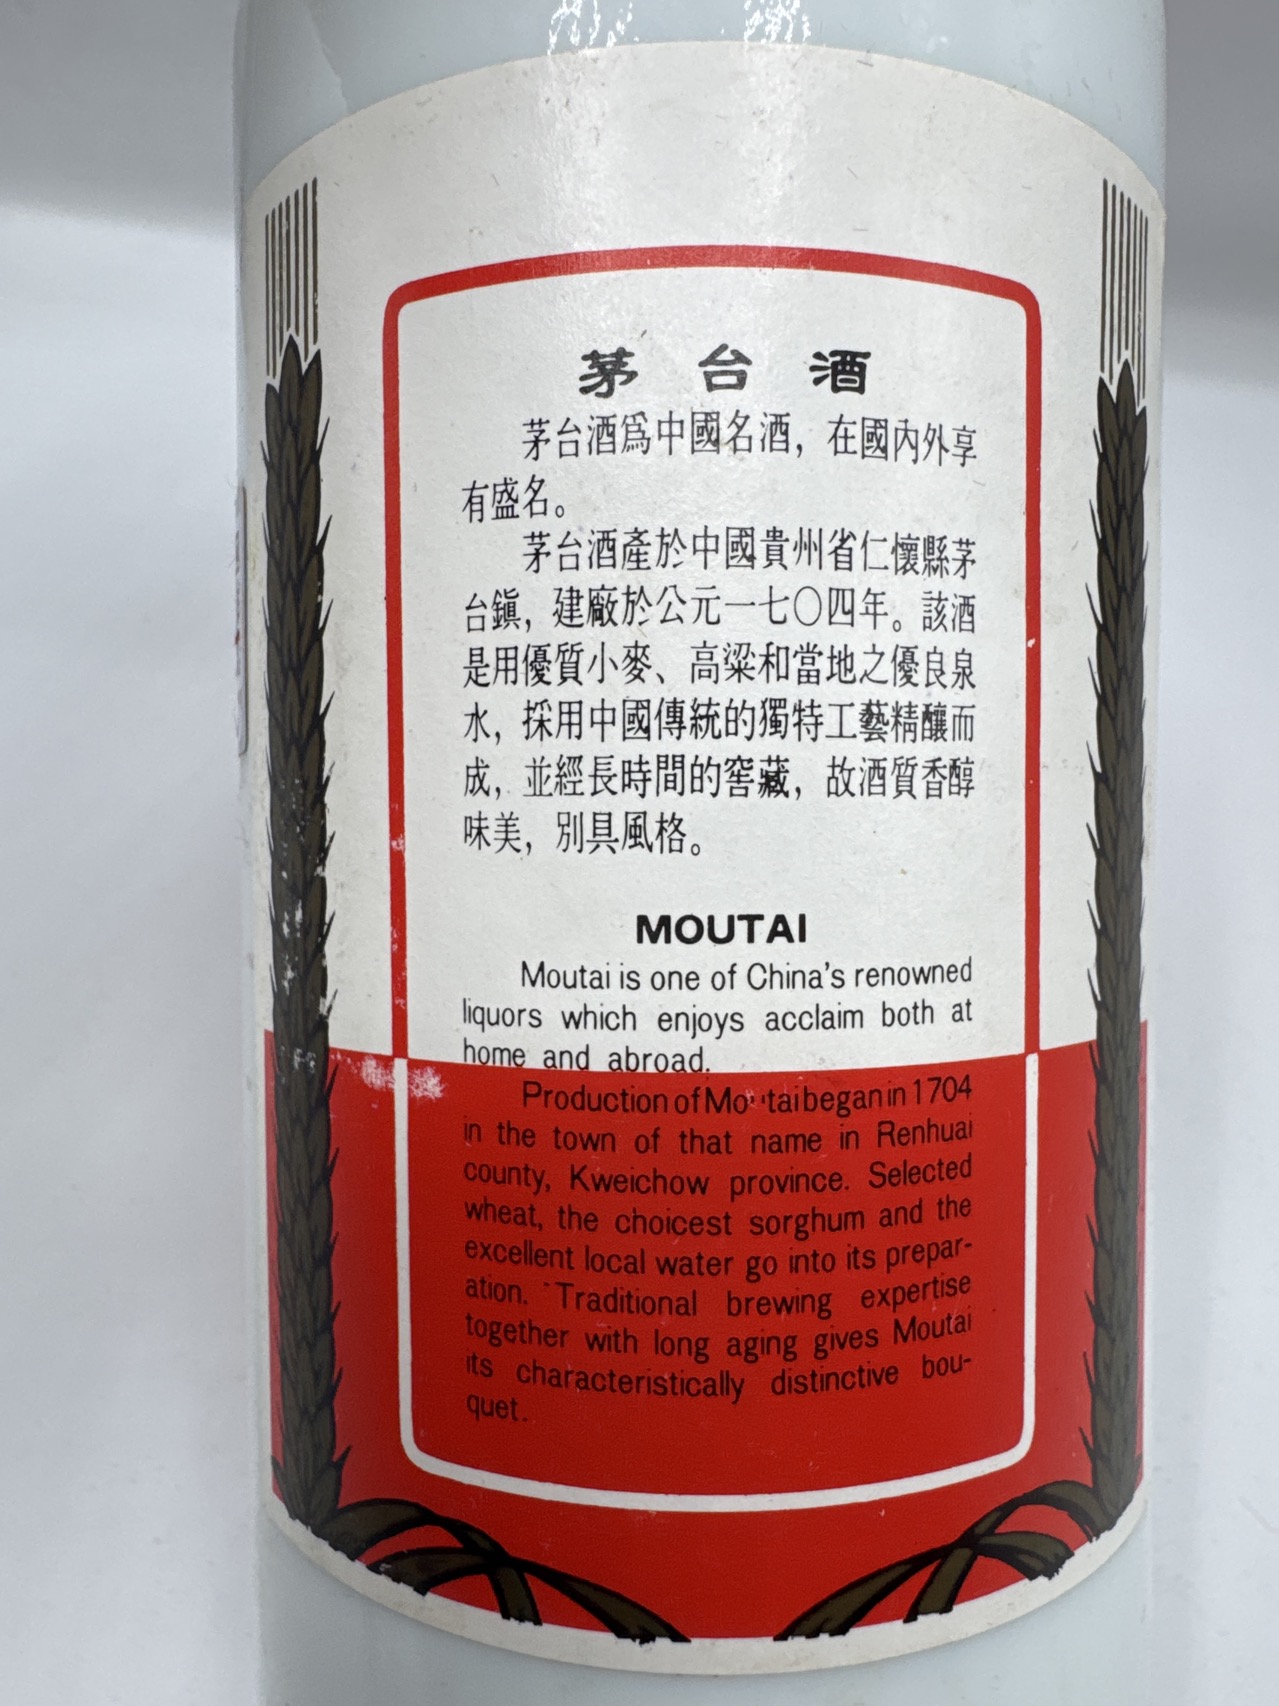 茅台酒
茅台酒爲中國名酒，在國內外享
有盛名。
茅台酒產於中國貴州省仁懷縣茅
台鎭，建廠於公元一七〇四年。該酒
是用優質小麥、高粱和當地之優良泉
水，採用中國傳統的獨特工藝精釀而
成，並經長時間的窖藏，故酒質香醇
味美，別具風格。
MOUTAI
Moutai is one of China's renowned
liquors which enjoys acclaim both at
home and abroad.
Production of Moutai began in 1704
in the town of that name in Renhuai
county, Kweichow province. Selected
wheat, the choicest sorghum and the
excellent local water go into its prepar-
ation. Traditional brewing expertise
together with long aging gives Moutai
its characteristically distinctive bou-
quet.